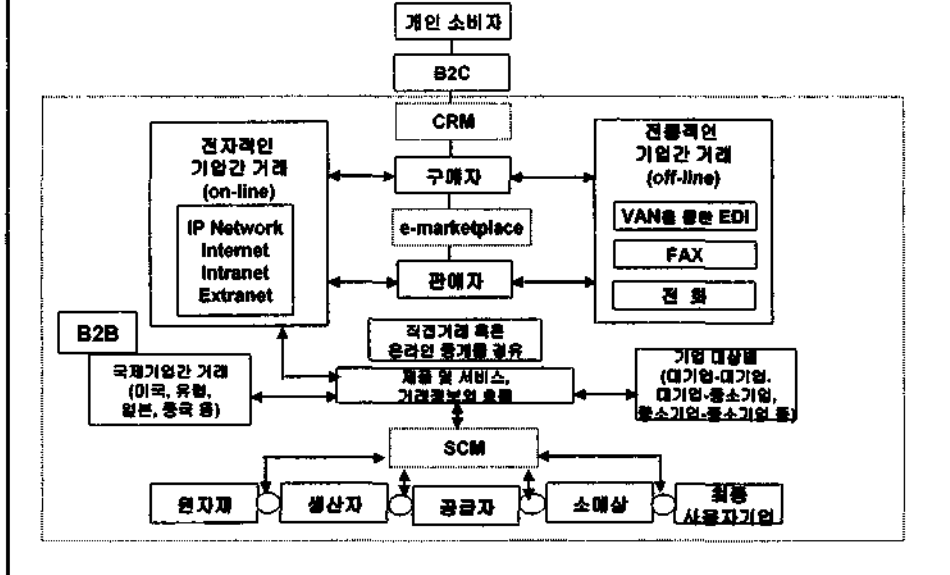 개인 소비자
B2C
CRM
전자적인
기업간 거래
(on-line)
IP Network
Internet
Intranet
Extranet
구매자
e-marketplace
판매자
전통적인
기업간 거래
(off-line)
VAN을 통한 EDI
FAX
전 화
B2B
직접거래 혹은
온라인 중개를 경유
국제기업간 거래
(미국, 유럽,
일본, 중국 등)
제품 및 서비스,
거래정보의 흐름
기업 대상별
(대기업-대기업,
대기업-중소기업,
중소기업-중소기업 등)
SCM
원자재
생산자
공급자
소매상
최종
사용자기업